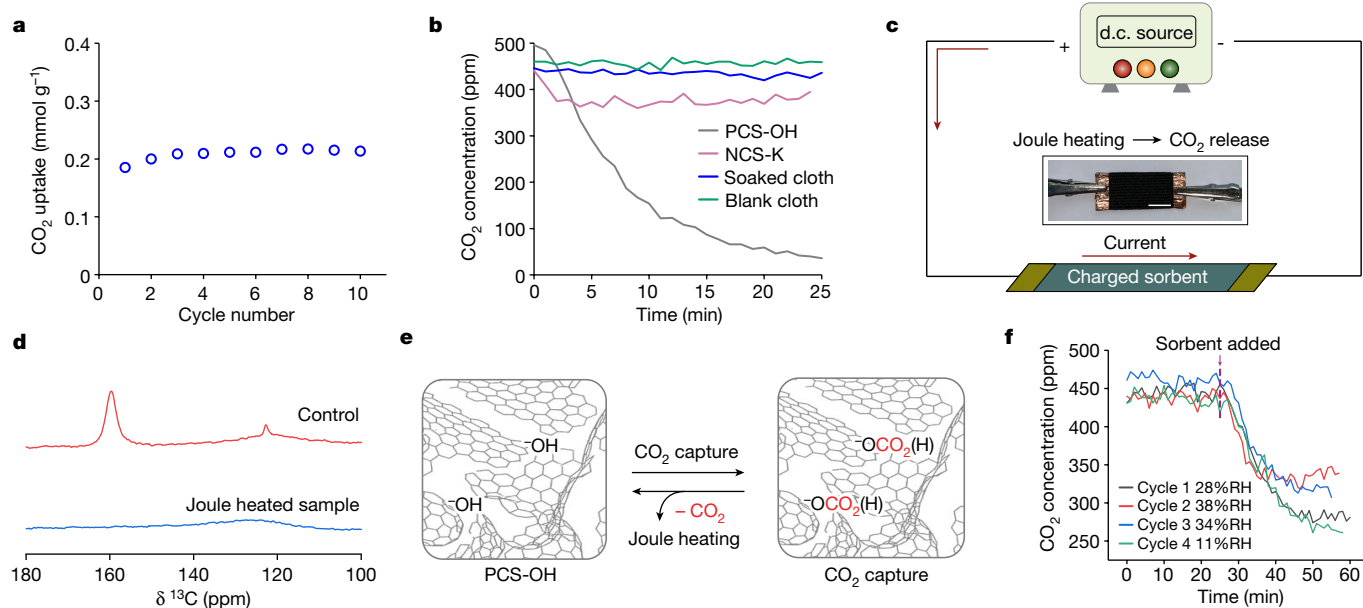 a
0.4
0.3
0.2
0.1
0
0 2 4 6 8 10
CO2 uptake (mmol g−1)
Cycle number
b
500
400
300
200
100
0
0 5 10 15 20 25
CO2 concentration (ppm)
Time (min)
PCS-OH
NCS-K
Soaked cloth
Blank cloth
c
d.c. source
+ -
Joule heating → CO2 release
Current
Charged sorbent
d
Control
Joule heated sample
180 160 140 120 100
δ 13C (ppm)
e
−OH
−OH
PCS-OH
CO2 capture
− CO2
Joule heating
−OCO2(H)
−OCO2(H)
CO2 capture
f
Sorbent added
500
450
400
350
300
250
0 10 20 30 40 50 60
CO2 concentration (ppm)
Time (min)
Cycle 1 28%RH
Cycle 2 38%RH
Cycle 3 34%RH
Cycle 4 11%RH